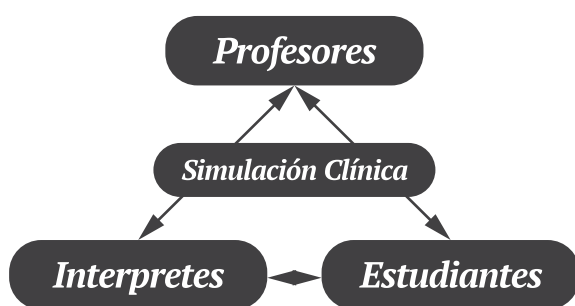 Profesores
Simulación Clínica
Interpretes
Estudiantes